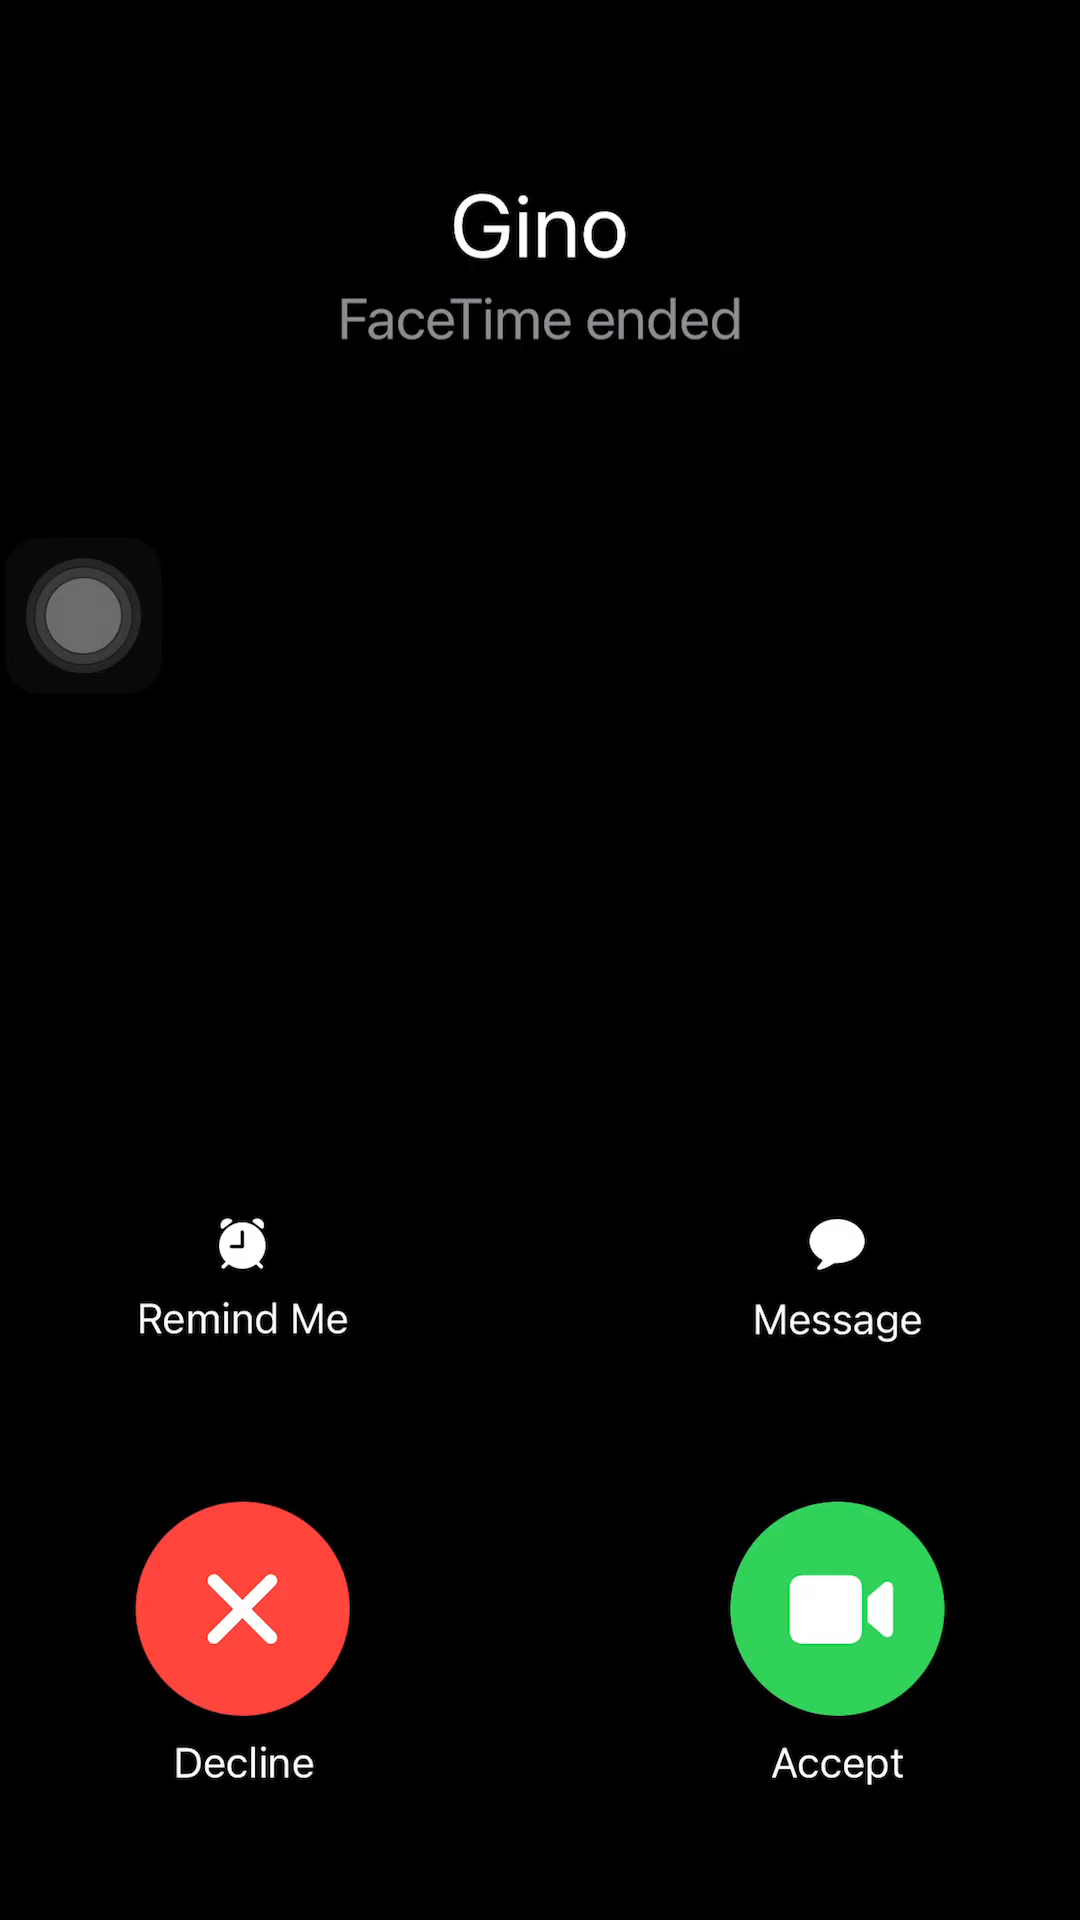 Gino
FaceTime ended
Remind Me
Message
Decline
Accept